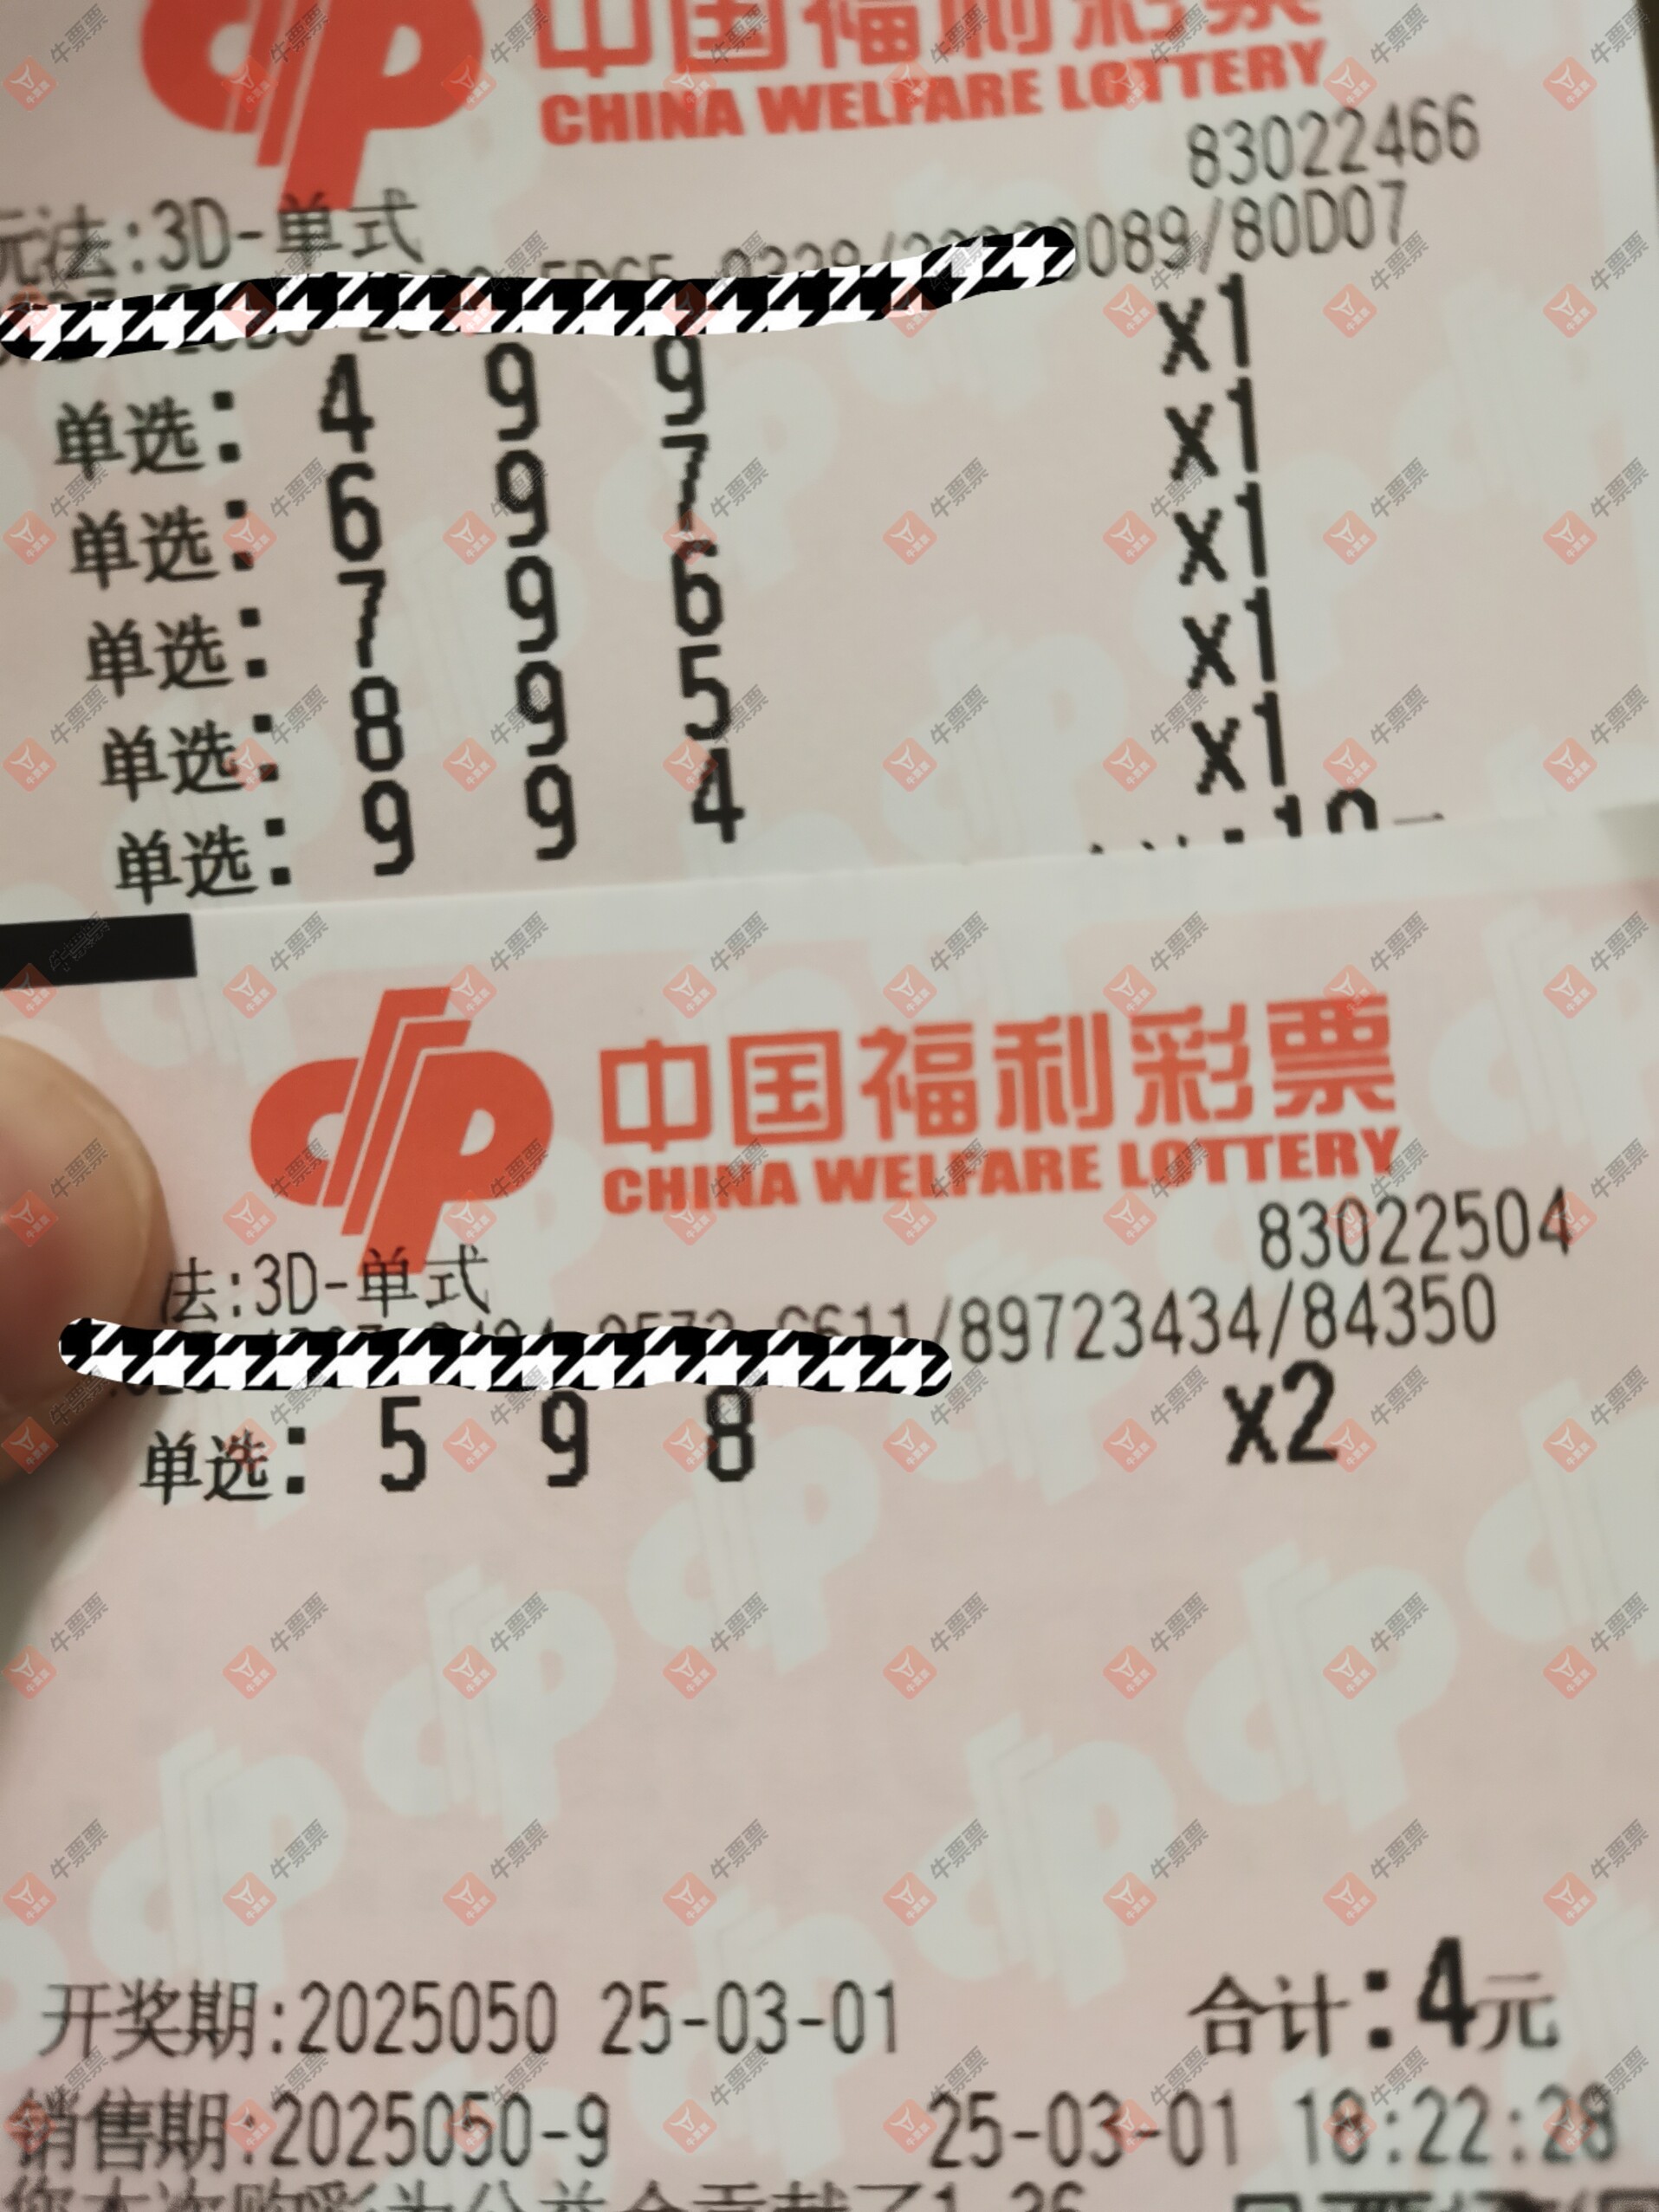 中国福利彩票
CHINA WELFARE LOTTERY
83022466
玩法:3D-单式
089/80D07
单选: 4 9 9 x1
单选: 6 9 7 x1
单选: 7 9 6 x1
单选: 8 9 5 x1
单选: 9 9 4 x1
中国福利彩票
CHINA WELFARE LOTTERY
83022504
法:3D-单式
/89723434/84350
单选: 5 9 8 x2
开奖期:2025050 25-03-01 合计:4元
销售期:2025050-9 25-03-01 18:22:28
牛票票